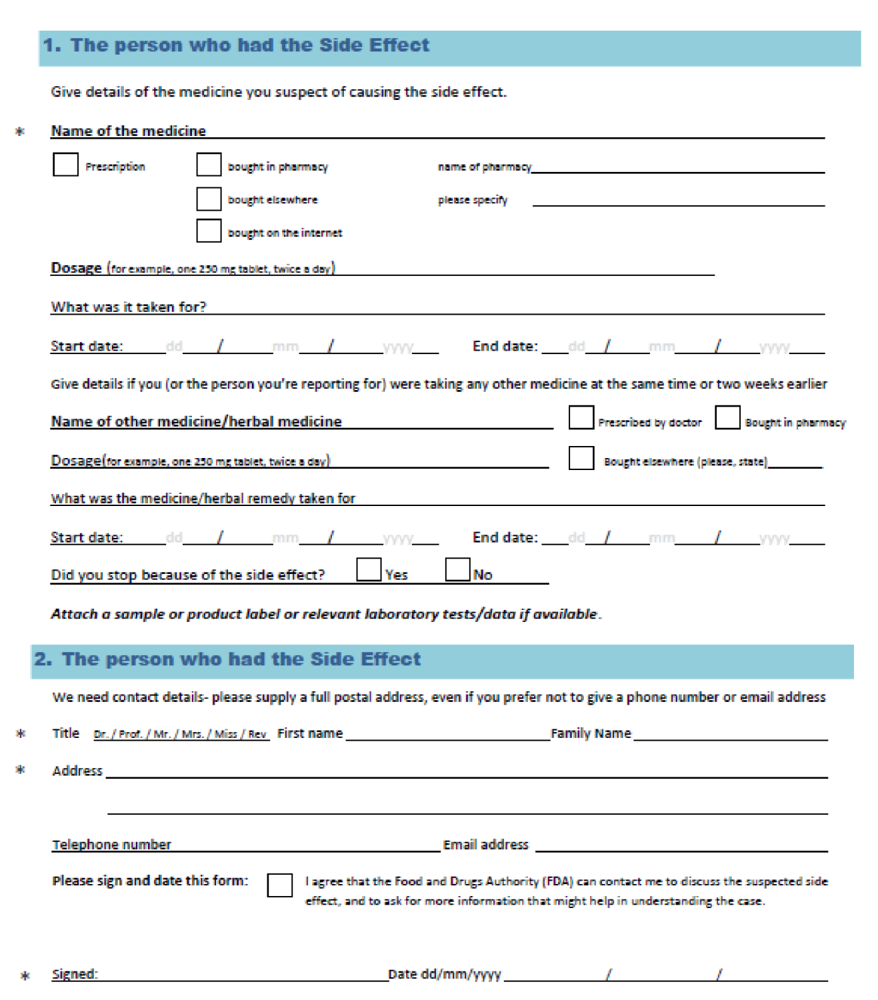 1. The person who had the Side Effect
Give details of the medicine you suspect of causing the side effect.
* Name of the medicine
Prescription bought in pharmacy name of pharmacy
bought elsewhere please specify
bought on the internet
Dosage (for example, one 250 mg tablet, twice a day)
What was it taken for?
Start date: dd / mm / yyyy End date: dd / mm / yyyy
Give details if you (or the person you're reporting for) were taking any other medicine at the same time or two weeks earlier
Name of other medicine/herbal medicine Prescribed by doctor Bought in pharmacy
Dosage(for example, one 250 mg tablet, twice a day) Bought elsewhere (please, state)
What was the medicine/herbal remedy taken for
Start date: dd / mm / yyyy End date: dd / mm / yyyy
Did you stop because of the side effect? Yes No
Attach a sample or product label or relevant laboratory tests/data if available.
2. The person who had the Side Effect
We need contact details- please supply a full postal address, even if you prefer not to give a phone number or email address
* Title Dr. / Prof. / Mr. / Mrs. / Miss / Rev First name Family Name
* Address
Telephone number Email address
Please sign and date this form: I agree that the Food and Drugs Authority (FDA) can contact me to discuss the suspected side
effect, and to ask for more information that might help in understanding the case.
* Signed: Date dd/mm/yyyy / /